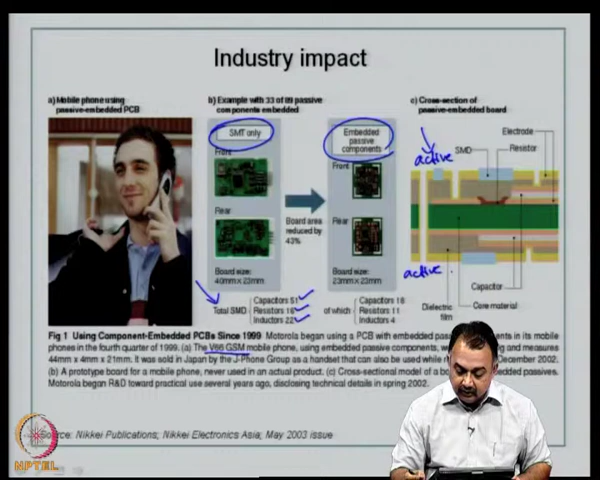 Industry impact
a) Mobile phone using
passive-embedded PCB
b) Example with 33 of 89 passive
components embedded
c) Cross-section of
passive-embedded board
SMT only
Front
Rear
Board size:
40mm×23mm
Board area
reduced by
43%
Embedded
passive
components
Front
Rear
Board size:
23mm×23mm
active
SMD
Resistor
Electrode
active
Capacitor
Dielectric
film
Core material
Total SMD
Capacitors 51
Resistors 16
Inductors 22
of which
Capacitors 18
Resistors 11
Inductors 4
Fig 1 Using Component-Embedded PCBs Since 1999 Motorola began using a PCB with embedded
in its mobile
phones in the fourth quarter of 1999. (a) The V66 GSM mobile phone, using embedded passive components,
and measures
44mm x 4mm x 21mm. It was sold in Japan by the J-Phone Group as a handset that can also be used while
December 2002.
(b) A prototype board for a mobile phone, never used in an actual product. (c) Cross-sectional model of a
passives.
Motorola began R&D toward practical use several years ago, disclosing technical details in spring 2002.
Source: Nikkei Publications; Nikkei Electronics Asia; May 2003 issue
NPTEL